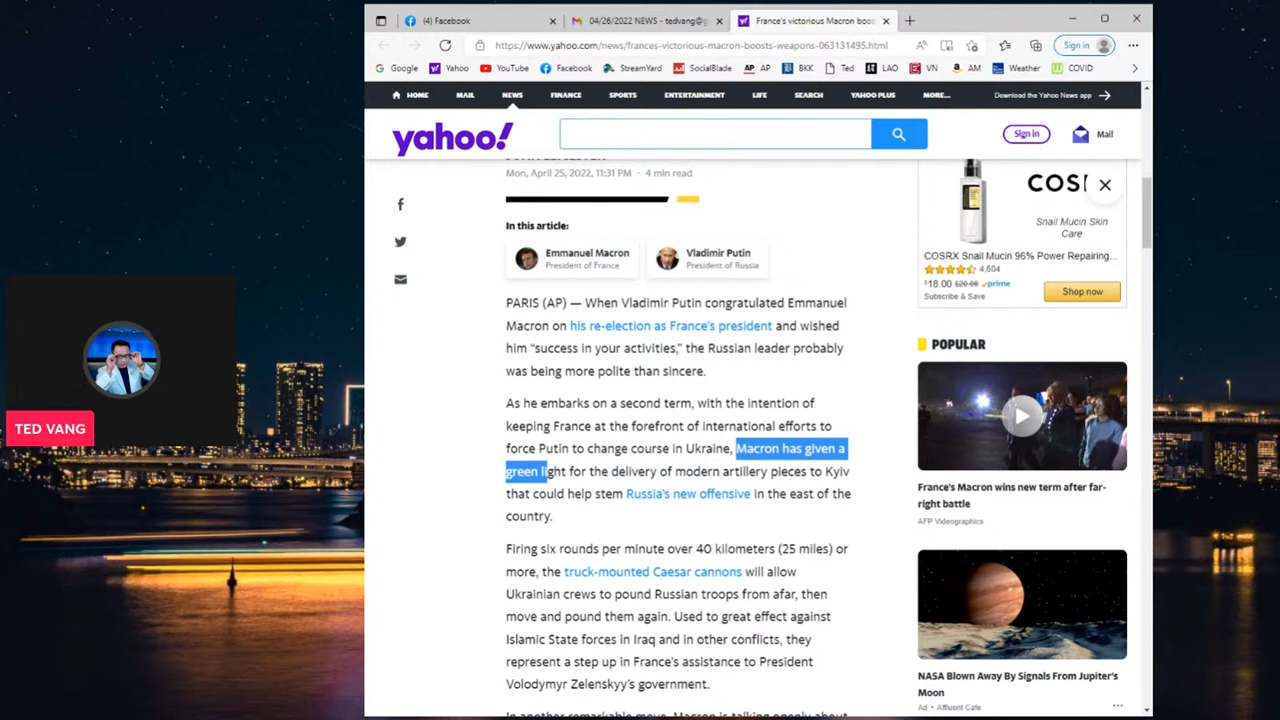 (4) Facebook
04/26/2022 NEWS - tedvang@g
France's victorious Macron boos
https://www.yahoo.com/news/frances-victorious-macron-boosts-weapons-063131495.html
Sign in
Google
Yahoo
YouTube
Facebook
StreamYard
SocialBlade
AP AP
BKK
Ted
LAO
VN
AM
Weather
COVID
HOME
MAIL
NEWS
FINANCE
SPORTS
ENTERTAINMENT
LIFE
SEARCH
YAHOO PLUS
MORE...
Download the Yahoo News app
yahoo!
Sign in
Mail
Mon, April 25, 2022, 11:31 PM · 4 min read
In this article:
Emmanuel Macron
President of France
Vladimir Putin
President of Russia
PARIS (AP) — When Vladimir Putin congratulated Emmanuel
Macron on his re-election as France's president and wished
him “success in your activities,” the Russian leader probably
was being more polite than sincere.
As he embarks on a second term, with the intention of
keeping France at the forefront of international efforts to
force Putin to change course in Ukraine, Macron has given a
green light for the delivery of modern artillery pieces to Kyiv
that could help stem Russia's new offensive in the east of the
country.
Firing six rounds per minute over 40 kilometers (25 miles) or
more, the truck-mounted Caesar cannons will allow
Ukrainian crews to pound Russian troops from afar, then
move and pound them again. Used to great effect against
Islamic State forces in Iraq and in other conflicts, they
represent a step up in France's assistance to President
Volodymyr Zelenskyy's government.
In another remarkable move, Macron is talking openly about
COS
Snail Mucin Skin
Care
COSRX Snail Mucin 96% Power Repairing...
4,604
$18.00 $20.00 prime
Subscribe & Save
Shop now
POPULAR
France's Macron wins new term after far-
right battle
AFP Videographics
NASA Blown Away By Signals From Jupiter's
Moon
Ad • Affluent Cafe
TED VANG